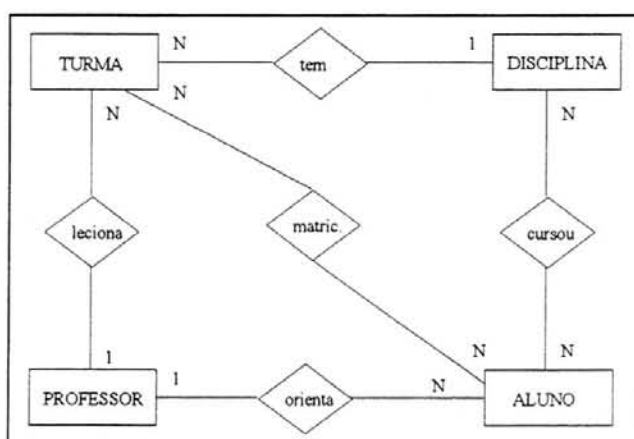 N
1
TURMA
tem
DISCIPLINA
N
N
N
leciona
matric.
cursou
1
1
N
N
N
PROFESSOR
orienta
ALUNO